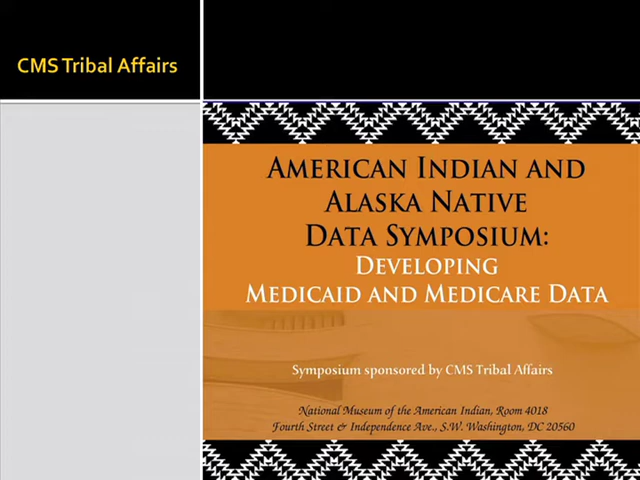 CMS Tribal Affairs
AMERICAN INDIAN AND
ALASKA NATIVE
DATA SYMPOSIUM:
DEVELOPING
MEDICAID AND MEDICARE DATA
Symposium sponsored by CMS Tribal Affairs
National Museum of the American Indian, Room 4018
Fourth Street & Independence Ave., S.W. Washington, DC 20560